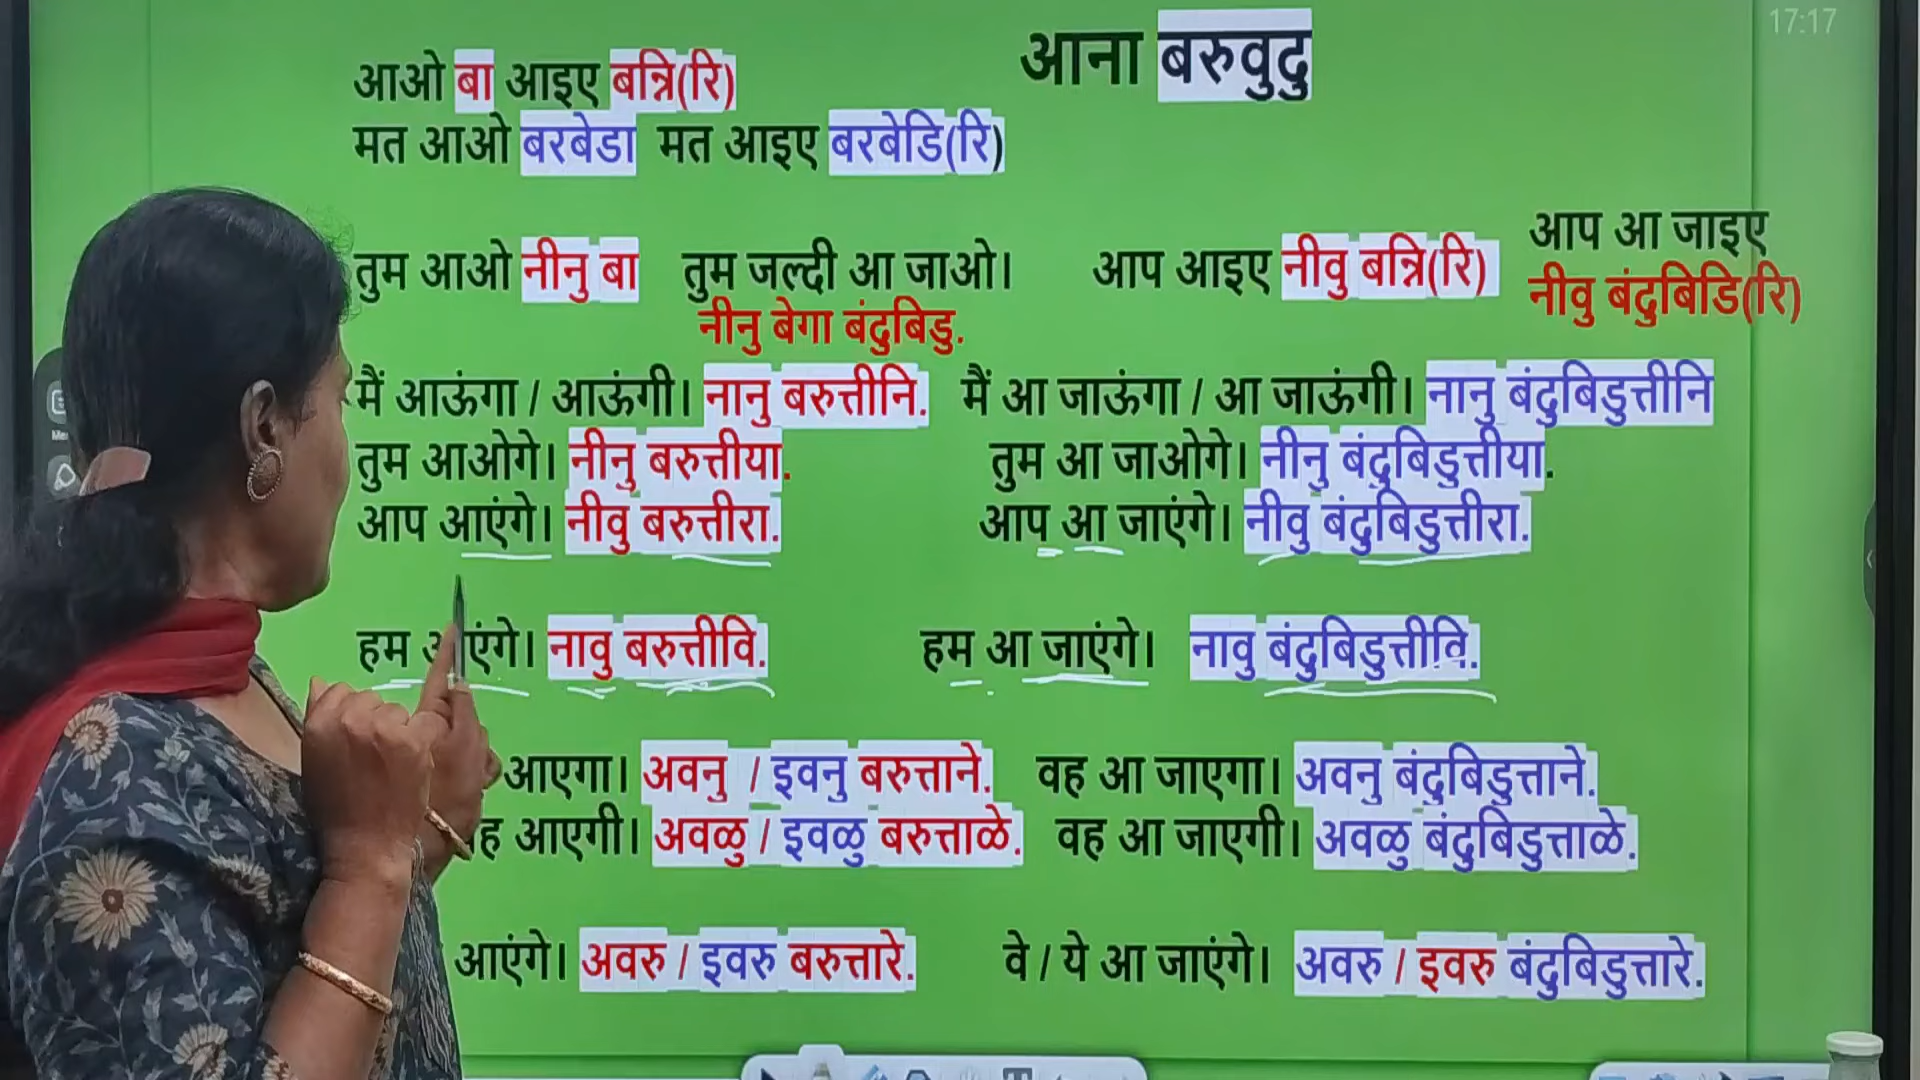 17:17
आना बरुवुदु
आओ बा आइए बन्नि(रि)
मत आओ बरबेडा मत आइए बरबेडि(रि)
आप आ जाइए
तुम आओ नीनु बा तुम जल्दी आ जाओ। आप आइए नीवु बन्नि(रि)
नीवु बंदुबिडि(रि)
नीनु बेगा बंदुबिडु.
मैं आऊंगा / आऊंगी। नानु बरुत्तीनि. मैं आ जाऊंगा / आ जाऊंगी। नानु बंदुबिडुत्तीनि
तुम आओगे। नीनु बरुत्तीया. तुम आ जाओगे। नीनु बंदुबिडुत्तीया.
आप आएंगे। नीवु बरुत्तीरा. आप आ जाएंगे। नीवु बंदुबिडुत्तीरा.
हम आएंगे। नावु बरुत्तीवि. हम आ जाएंगे। नावु बंदुबिडुत्तीवि.
आएगा। अवनु / इवनु बरुत्ताने. वह आ जाएगा। अवनु बंदुबिडुत्ताने.
वह आएगी। अवळु / इवळु बरुत्ताळे. वह आ जाएगी। अवळु बंदुबिडुत्ताळे.
आएंगे। अवरु / इवरु बरुत्तारे. वे / ये आ जाएंगे। अवरु / इवरु बंदुबिडुत्तारे.